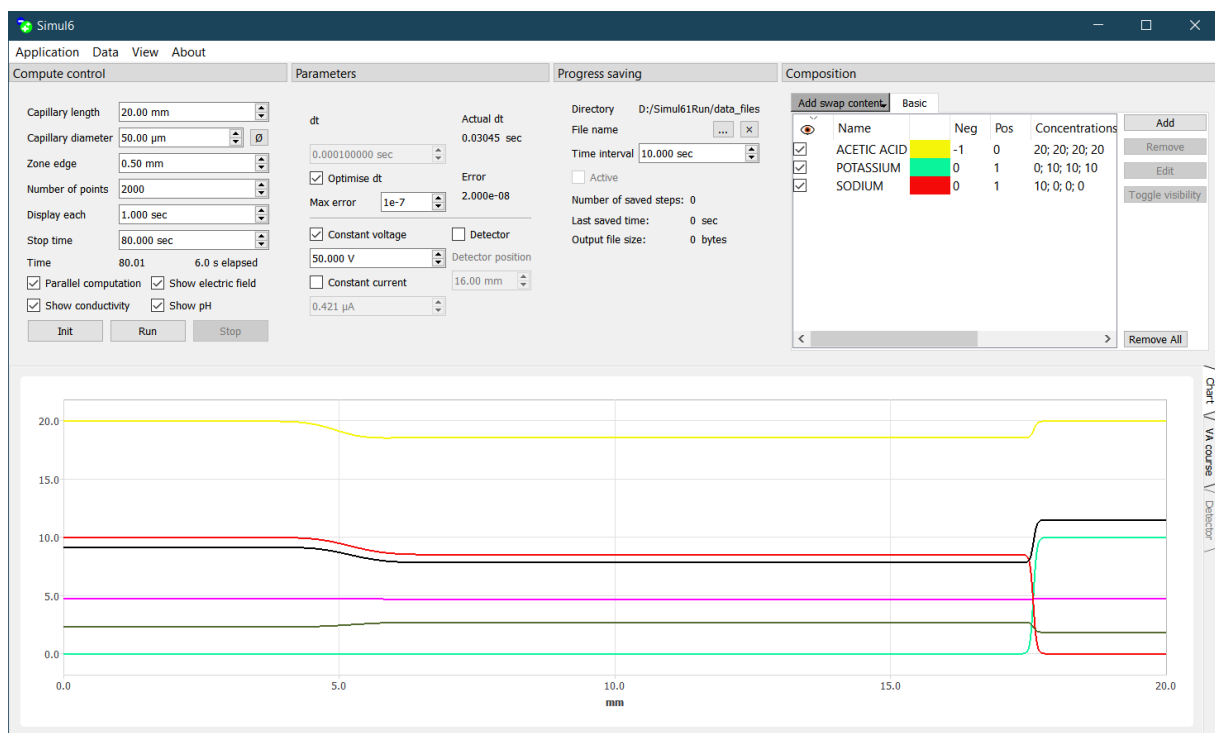 Simul6
Application Data View About
Compute control
Capillary length 20.00 mm
Capillary diameter 50.00 µm ø
Zone edge 0.50 mm
Number of points 2000
Display each 1.000 sec
Stop time 80.000 sec
Time 80.01 6.0 s elapsed
Parallel computation Show electric field
Show conductivity Show pH
Init Run Stop
Parameters
dt Actual dt
0.03045 sec
0.000100000 sec
Optimise dt Error
Max error 1e-7 2.000e-08
Constant voltage Detector
50.000 V Detector position
Constant current 16.00 mm
0.421 µA
Progress saving
Directory D:/Simul61Run/data_files
File name ... ×
Time interval 10.000 sec
Active
Number of saved steps: 0
Last saved time: 0 sec
Output file size: 0 bytes
Composition
Add swap content Basic
Name Neg Pos Concentrations
ACETIC ACID -1 0 20; 20; 20; 20
POTASSIUM 0 1 0; 10; 10; 10
SODIUM 0 1 10; 0; 0; 0
Add
Remove
Edit
Toggle visibility
Remove All
Chart
VA course
Detector
20.0
15.0
10.0
5.0
0.0
0.0 5.0 10.0 15.0 20.0
mm